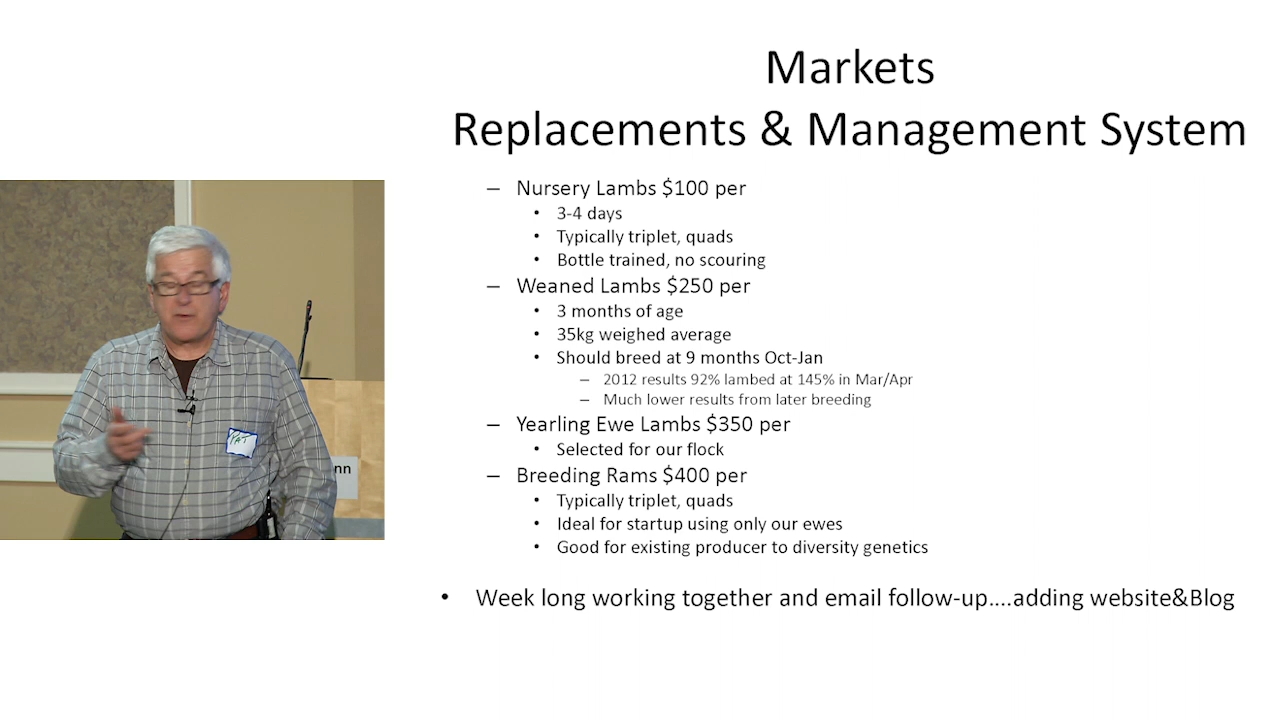 Markets
Replacements & Management System
– Nursery Lambs $100 per
• 3-4 days
• Typically triplet, quads
• Bottle trained, no scouring
– Weaned Lambs $250 per
• 3 months of age
• 35kg weighed average
• Should breed at 9 months Oct-Jan
– 2012 results 92% lambed at 145% in Mar/Apr
– Much lower results from later breeding
– Yearling Ewe Lambs $350 per
• Selected for our flock
– Breeding Rams $400 per
• Typically triplet, quads
• Ideal for startup using only our ewes
• Good for existing producer to diversity genetics
• Week long working together and email follow-up....adding website&Blog
PAT
nn